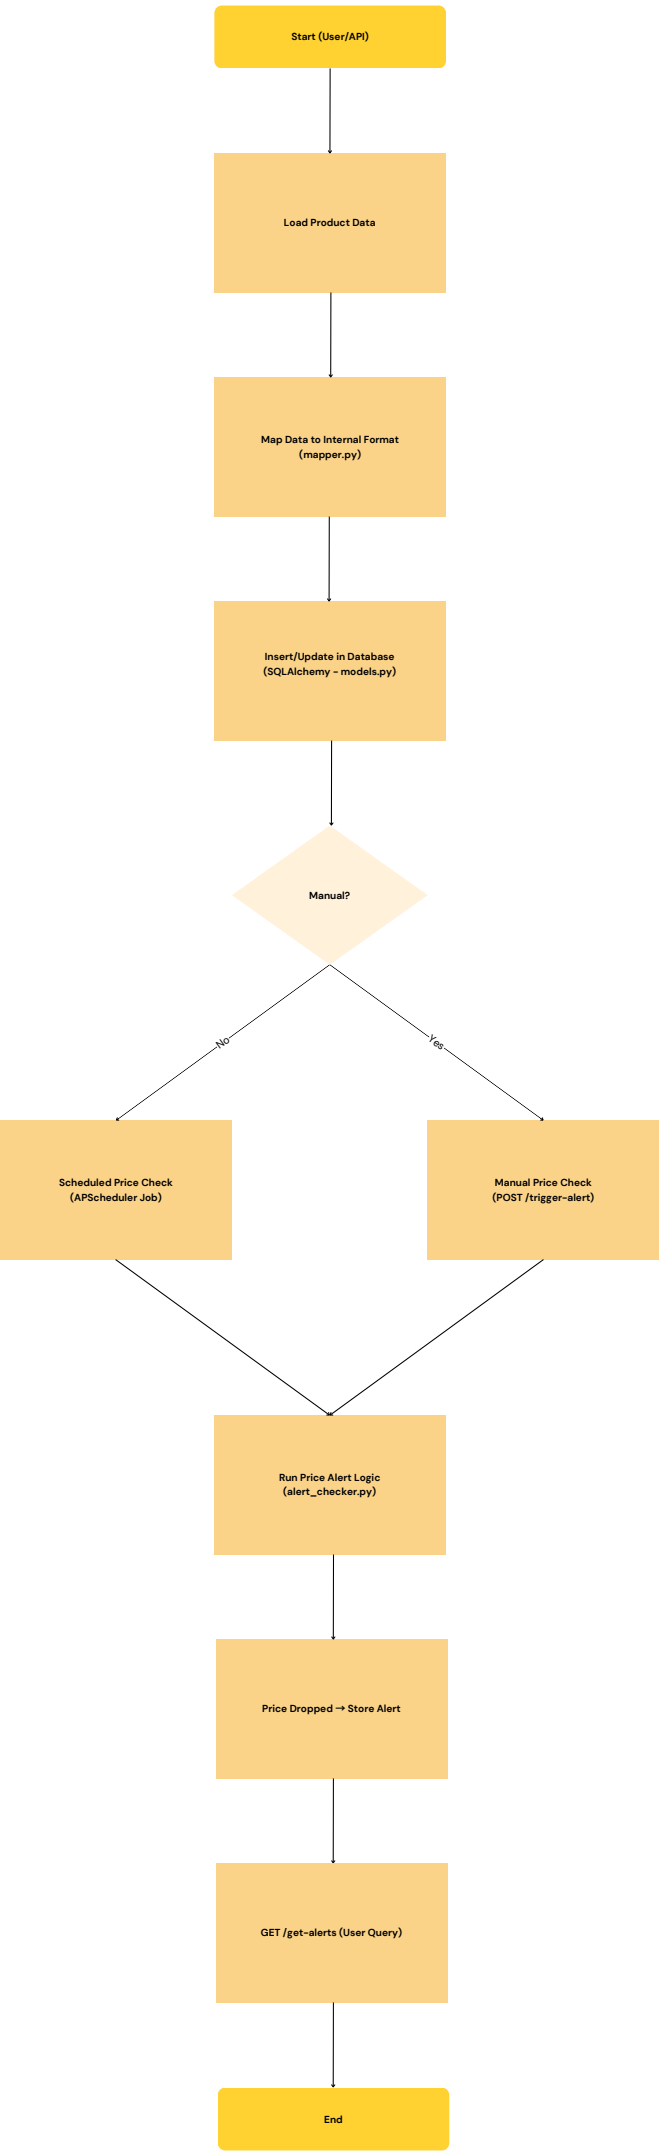 Start (User/API)
Load Product Data
Map Data to Internal Format
(mapper.py)
Insert/Update in Database
(SQLAlchemy - models.py)
Manual?
No
Yes
Scheduled Price Check
(APScheduler Job)
Manual Price Check
(POST /trigger-alert)
Run Price Alert Logic
(alert_checker.py)
Price Dropped → Store Alert
GET /get-alerts (User Query)
End